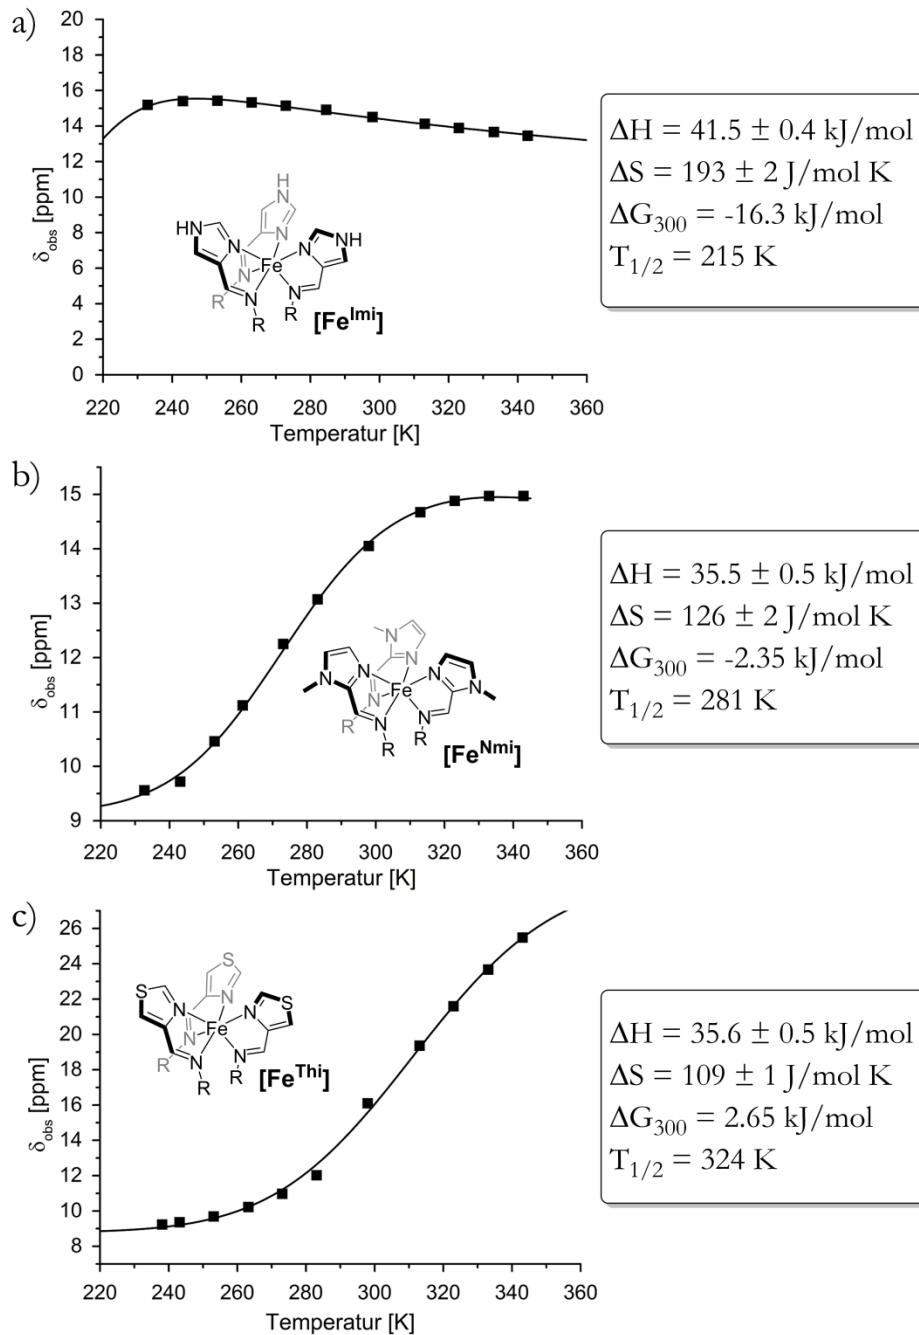 a)
20
18
16
14
12
10
8
6
4
2
0
δobs [ppm]
220 240 260 280 300 320 340 360
Temperatur [K]
H
N
N
HN
N
N
NH
Fe
N
N
N
R
R
R
[FeImi]
ΔH = 41.5 ± 0.4 kJ/mol
ΔS = 193 ± 2 J/mol K
ΔG300 = -16.3 kJ/mol
T1/2 = 215 K
b)
15
14
13
12
11
10
9
δobs [ppm]
220 240 260 280 300 320 340 360
Temperatur [K]
N
N
N
N
N
N
Fe
N
N
N
R
R
R
[FeNmi]
ΔH = 35.5 ± 0.5 kJ/mol
ΔS = 126 ± 2 J/mol K
ΔG300 = -2.35 kJ/mol
T1/2 = 281 K
c)
26
24
22
20
18
16
14
12
10
8
δobs [ppm]
220 240 260 280 300 320 340 360
Temperatur [K]
S
N
S
N
N
S
Fe
N
N
N
R
R
R
[FeThi]
ΔH = 35.6 ± 0.5 kJ/mol
ΔS = 109 ± 1 J/mol K
ΔG300 = 2.65 kJ/mol
T1/2 = 324 K